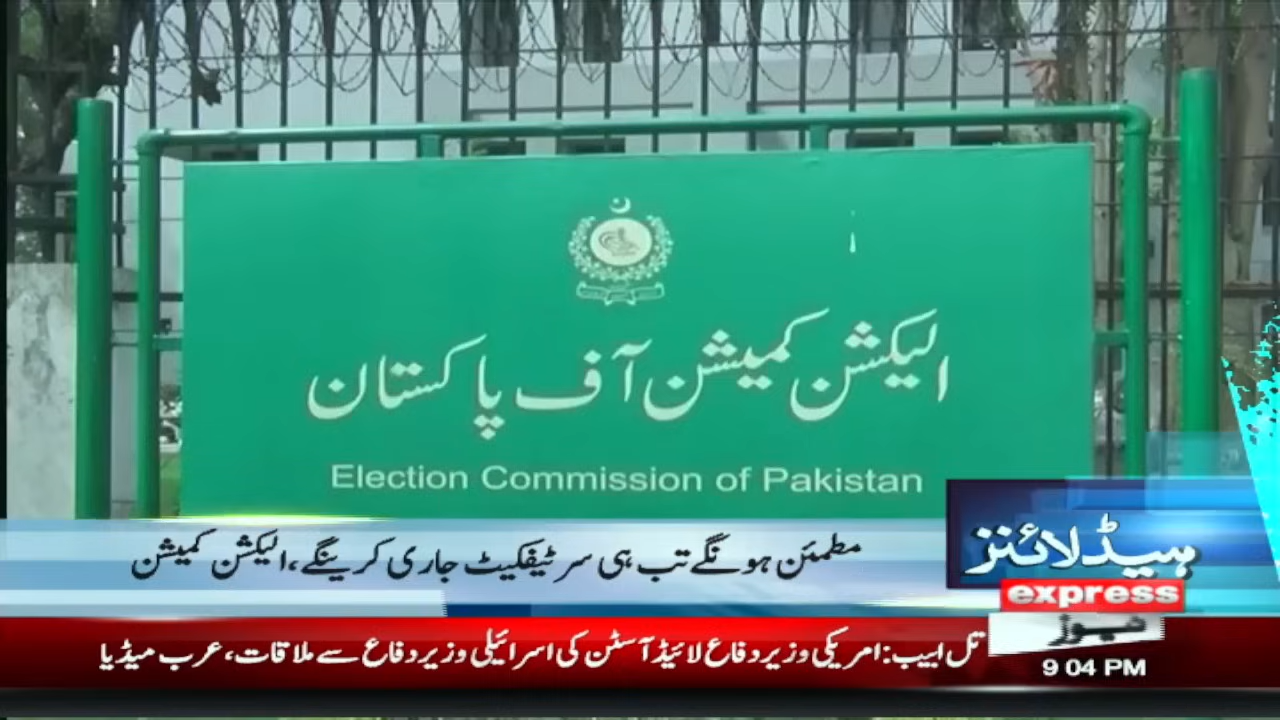 الیکشن کمیشن آف پاکستان
Election Commission of Pakistan
مطمئن ہونگے تب ہی سرٹیفکیٹ جاری کرینگے، الیکشن کمیشن
ہیڈلائنز
express
نیوز
تل ابیب: امریکی وزیر دفاع لائیڈ آسٹن کی اسرائیلی وزیر دفاع سے ملاقات، عرب میڈیا
9:04 PM